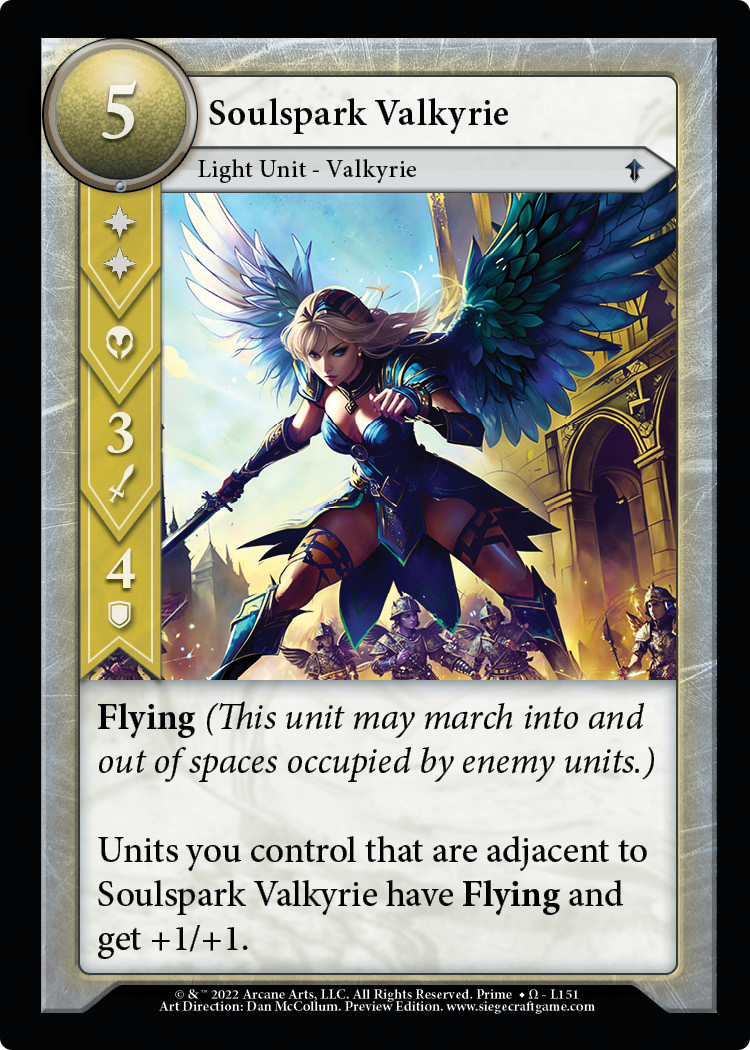 5
Soulspark Valkyrie
Light Unit - Valkyrie
3
4
Flying (This unit may march into and
out of spaces occupied by enemy units.)
Units you control that are adjacent to
Soulspark Valkyrie have Flying and
get +1/+1.
© & ™ 2022 Arcane Arts, LLC. All Rights Reserved. Prime ⬥ Ω - L151
Art Direction: Dan McCollum. Preview Edition. www.siegecraftgame.com